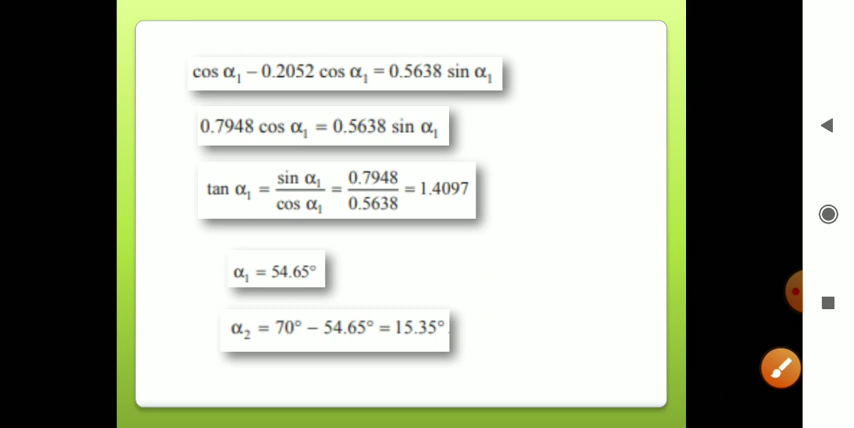 cos α₁ – 0.2052 cos α₁ = 0.5638 sin α₁
0.7948 cos α₁ = 0.5638 sin α₁
tan α₁ = sin α₁ / cos α₁ = 0.7948 / 0.5638 = 1.4097
α₁ = 54.65°
α₂ = 70° – 54.65° = 15.35°